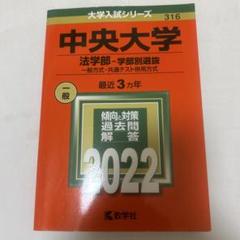 大学入試シリーズ
316
中央大学
法学部-学部別選抜
一般方式・共通テスト併用方式
最近3カ年
一般
傾向と対策
過去問
解答
2022
教学社